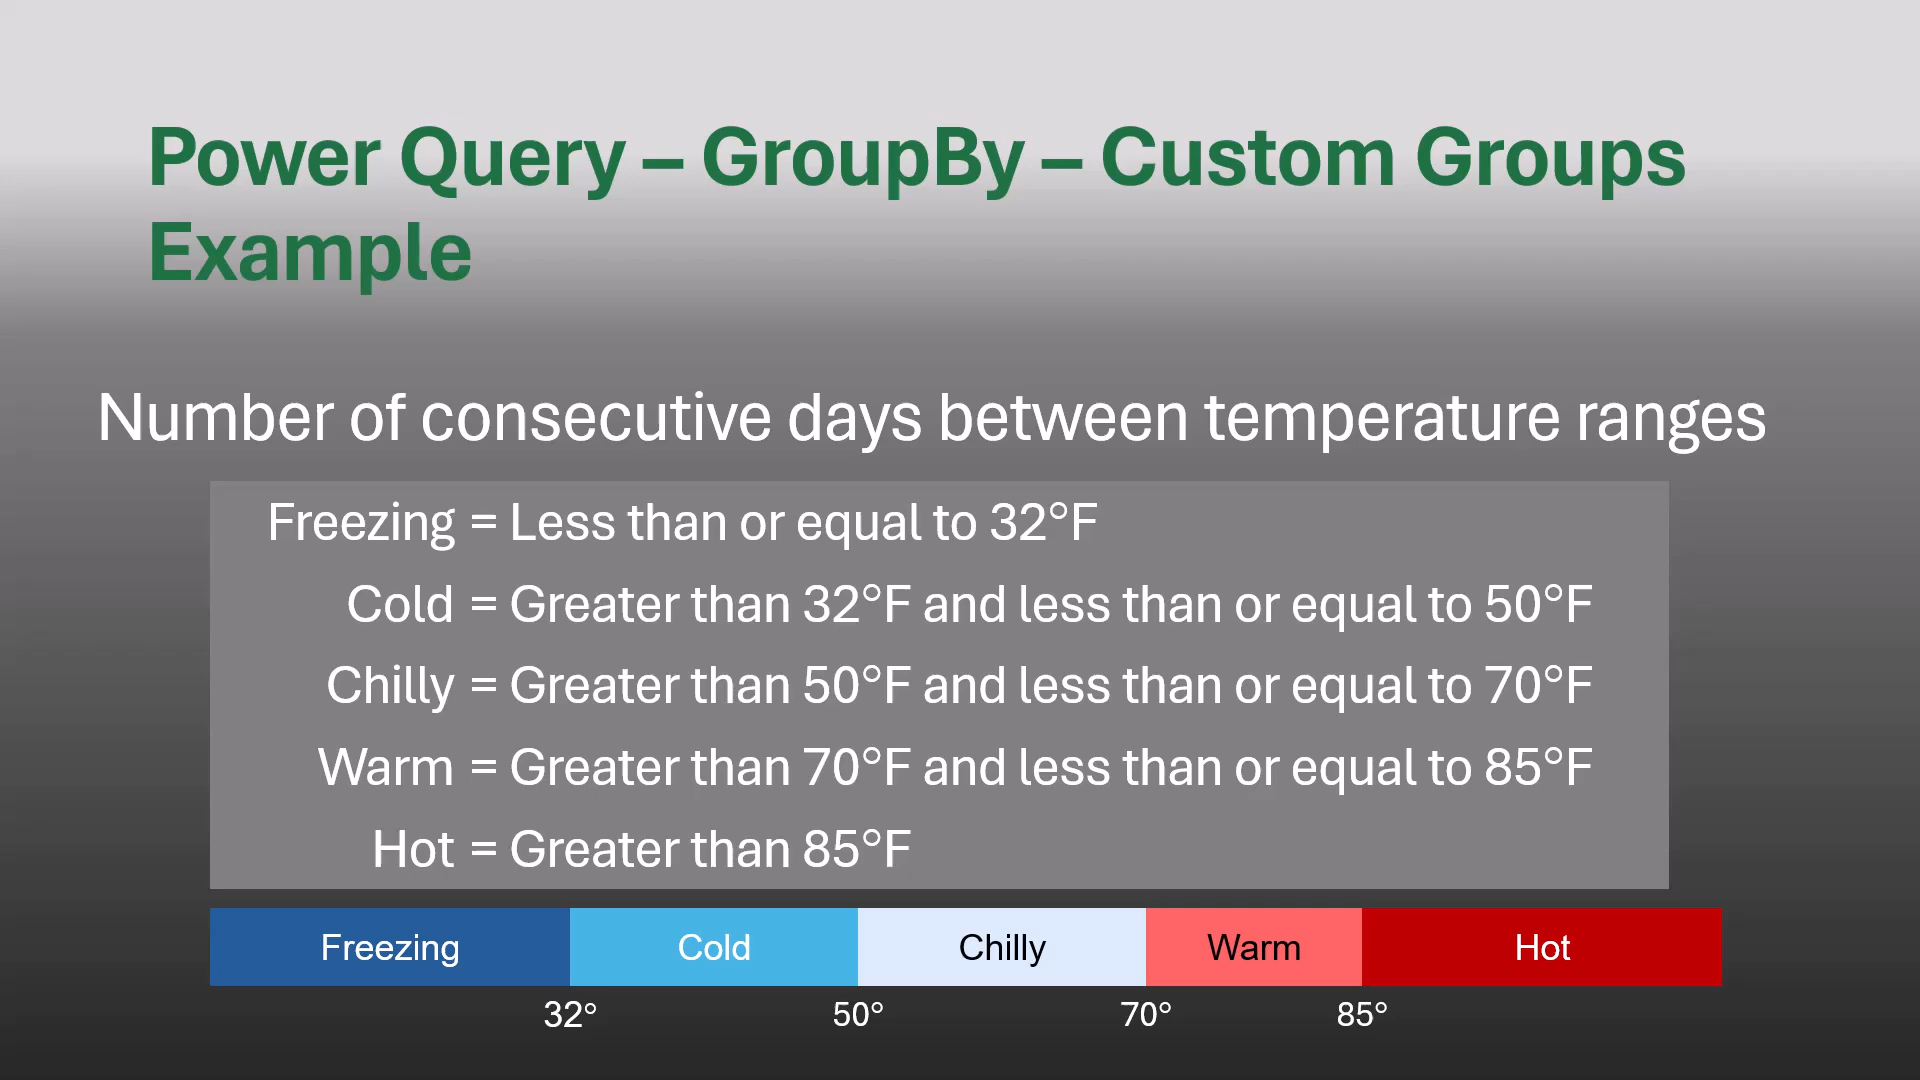 Power Query – GroupBy – Custom Groups
Example
Number of consecutive days between temperature ranges
Freezing = Less than or equal to 32°F
Cold = Greater than 32°F and less than or equal to 50°F
Chilly = Greater than 50°F and less than or equal to 70°F
Warm = Greater than 70°F and less than or equal to 85°F
Hot = Greater than 85°F
Freezing Cold Chilly Warm Hot
32° 50° 70° 85°